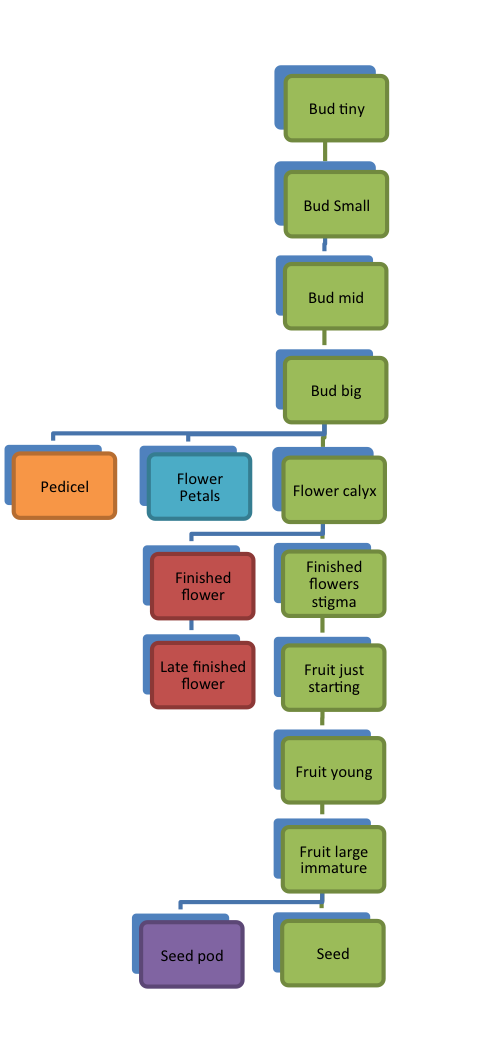 Bud tiny
Bud Small
Bud mid
Bud big
Pedicel
Flower
Petals
Flower calyx
Finished
flower
Finished
flowers
stigma
Late finished
flower
Fruit just
starting
Fruit young
Fruit large
immature
Seed pod
Seed